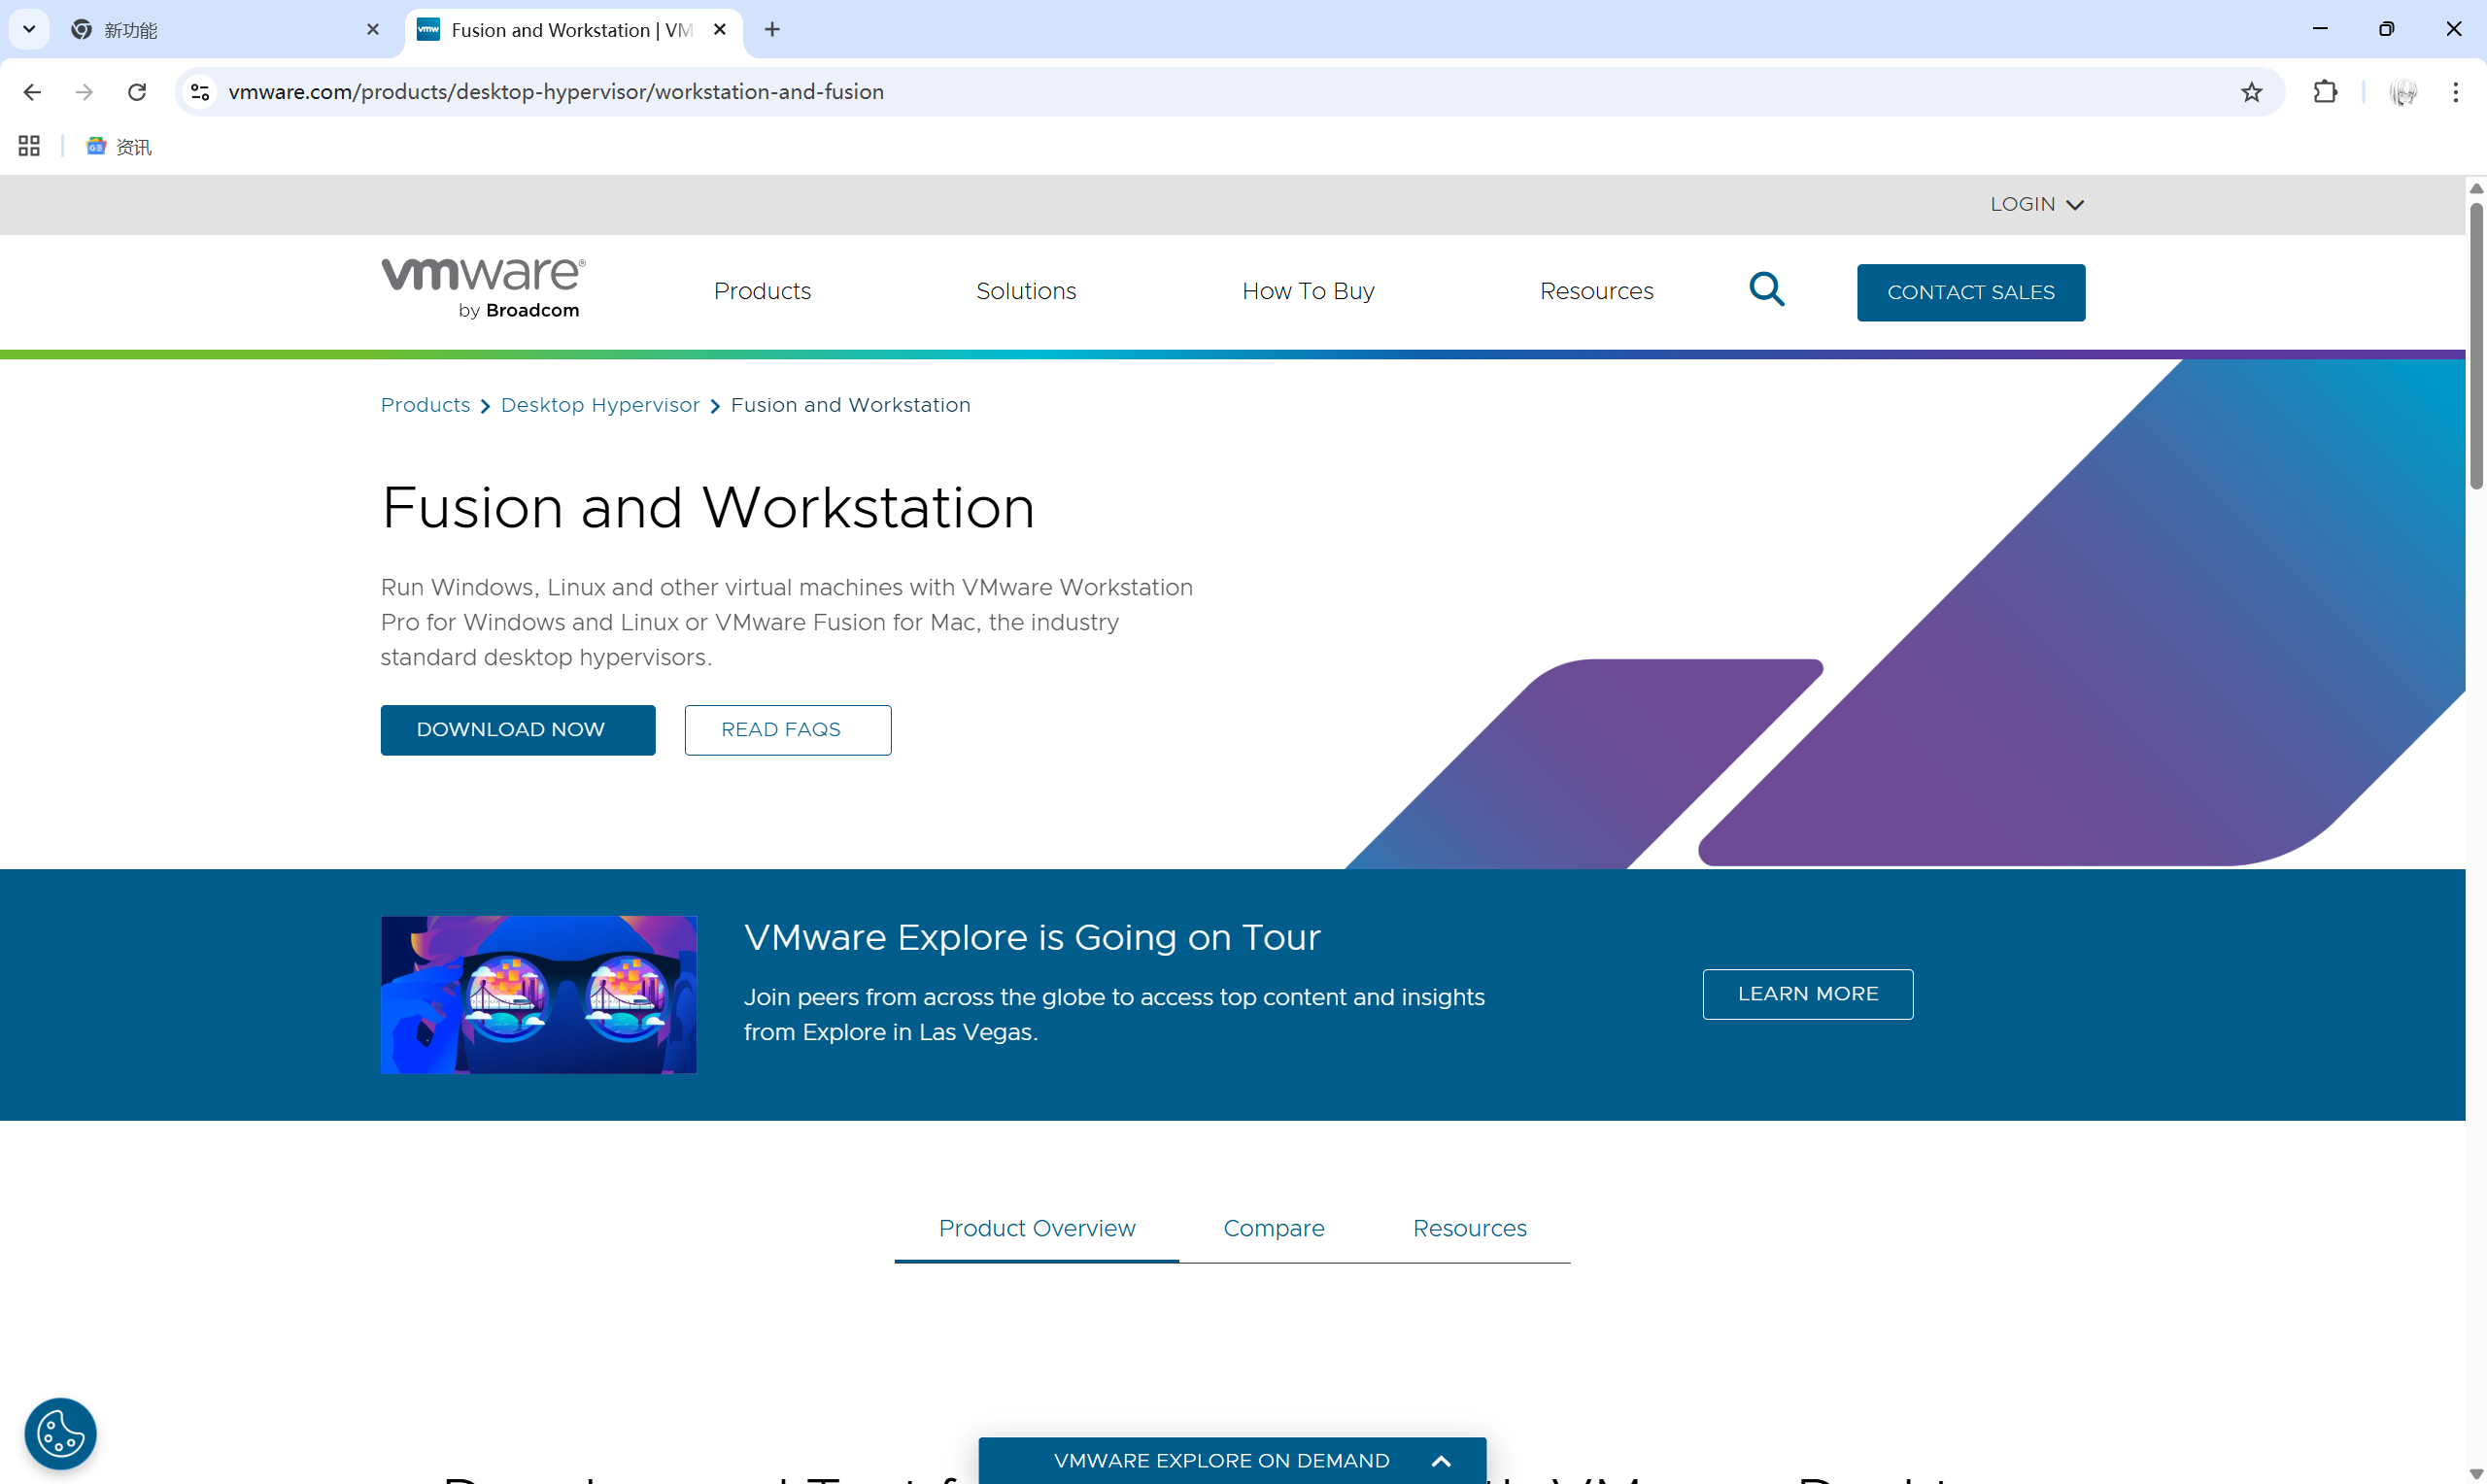 新功能
Fusion and Workstation | VM
vmware.com/products/desktop-hypervisor/workstation-and-fusion
资讯
LOGIN
vmware®
by Broadcom
Products
Solutions
How To Buy
Resources
CONTACT SALES
Products > Desktop Hypervisor > Fusion and Workstation
Fusion and Workstation
Run Windows, Linux and other virtual machines with VMware Workstation
Pro for Windows and Linux or VMware Fusion for Mac, the industry
standard desktop hypervisors.
DOWNLOAD NOW
READ FAQS
VMware Explore is Going on Tour
Join peers from across the globe to access top content and insights
from Explore in Las Vegas.
LEARN MORE
Product Overview
Compare
Resources
VMWARE EXPLORE ON DEMAND